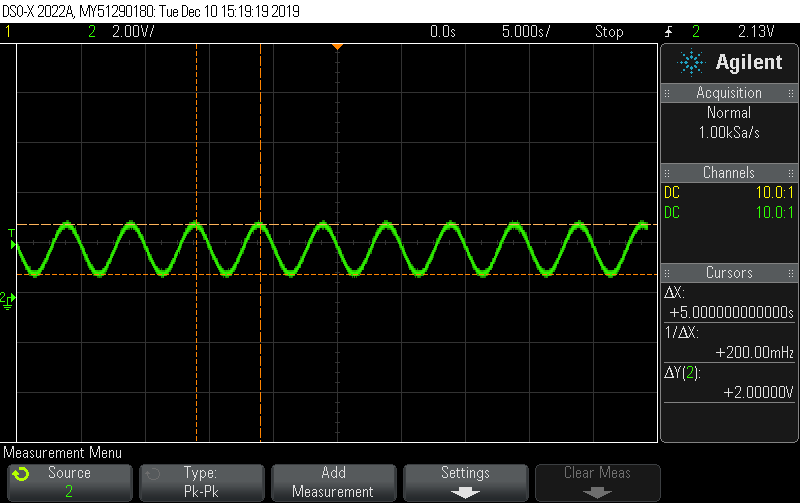 DSO-X 2022A, MY51290180: Tue Dec 10 15:19:19 2019
1 2 2.00V/ 0.0s 5.000s/ Stop 2 2.13V
Agilent
Acquisition
Normal
1.00kSa/s
Channels
DC 10.0:1
DC 10.0:1
Cursors
ΔX:
+5.000000000000s
1/ΔX:
+200.00mHz
ΔY(2):
+2.00000V
T
2
Measurement Menu
Source
2
Type:
Pk-Pk
Add
Measurement
Settings
Clear Meas